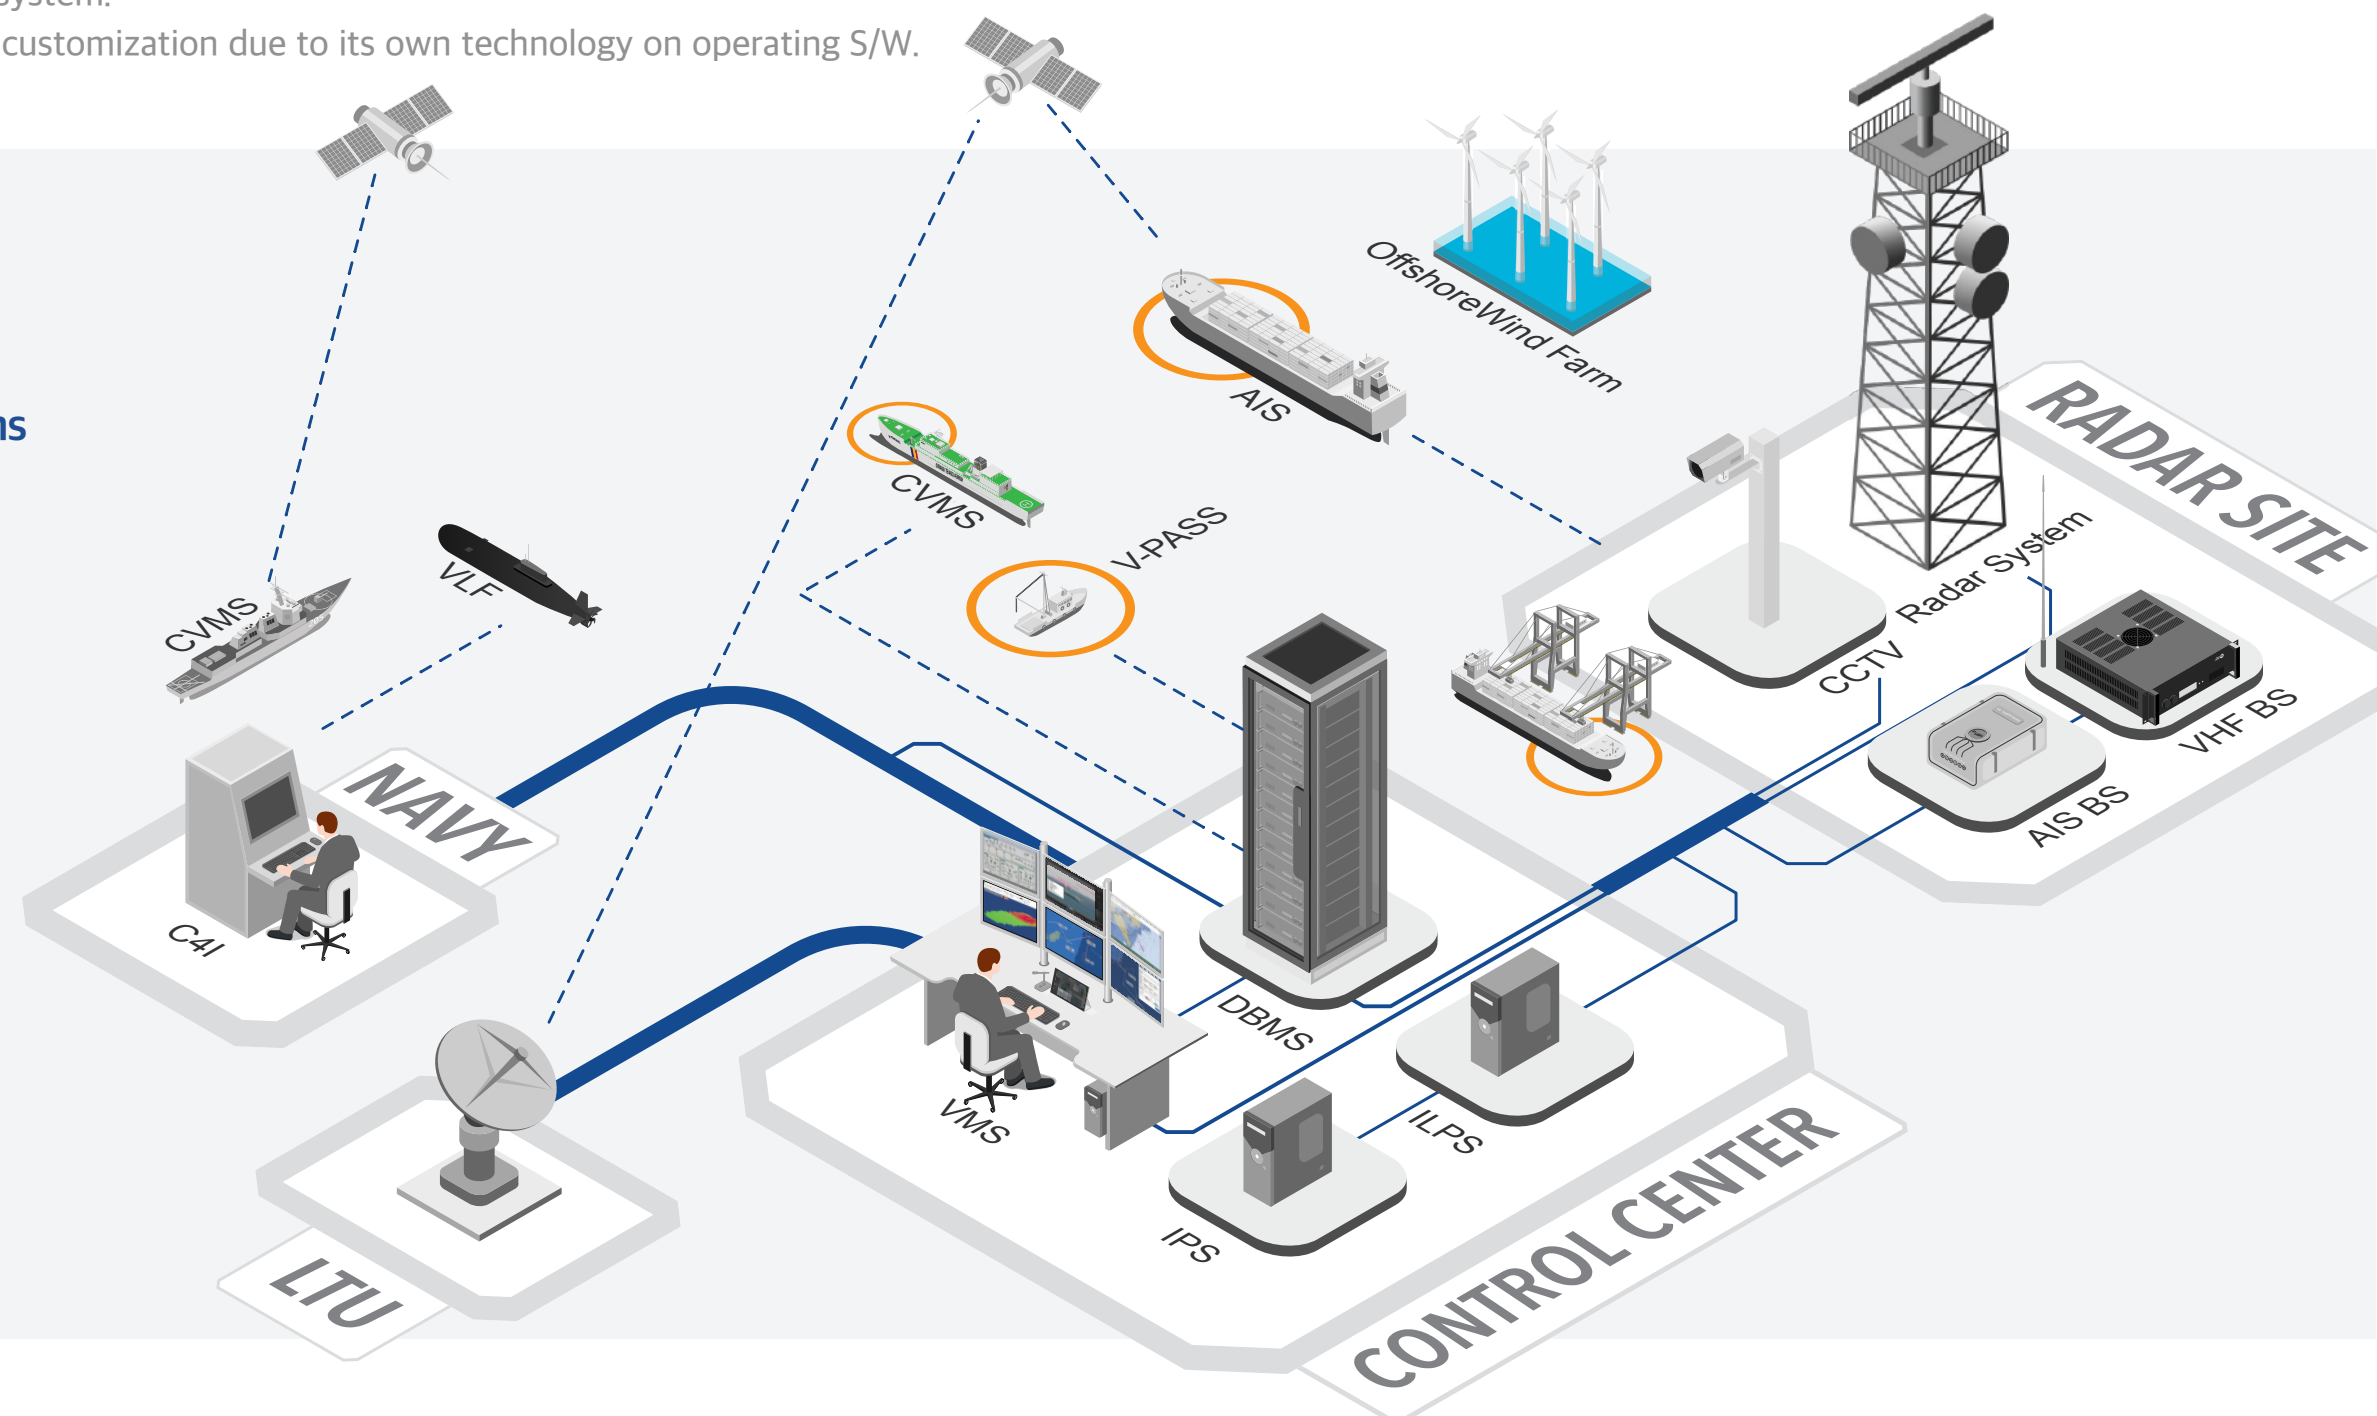 system.
customization due to its own technology on operating S/W.
OffshoreWind Farm
AIS
RADAR SITE
CVMS
V-PASS
Radar System
VLF
CVMS
CCTV
VHF BS
NAVY
AIS BS
C4I
DBMS
VMS
ILPS
IPS
CONTROL CENTER
LTU